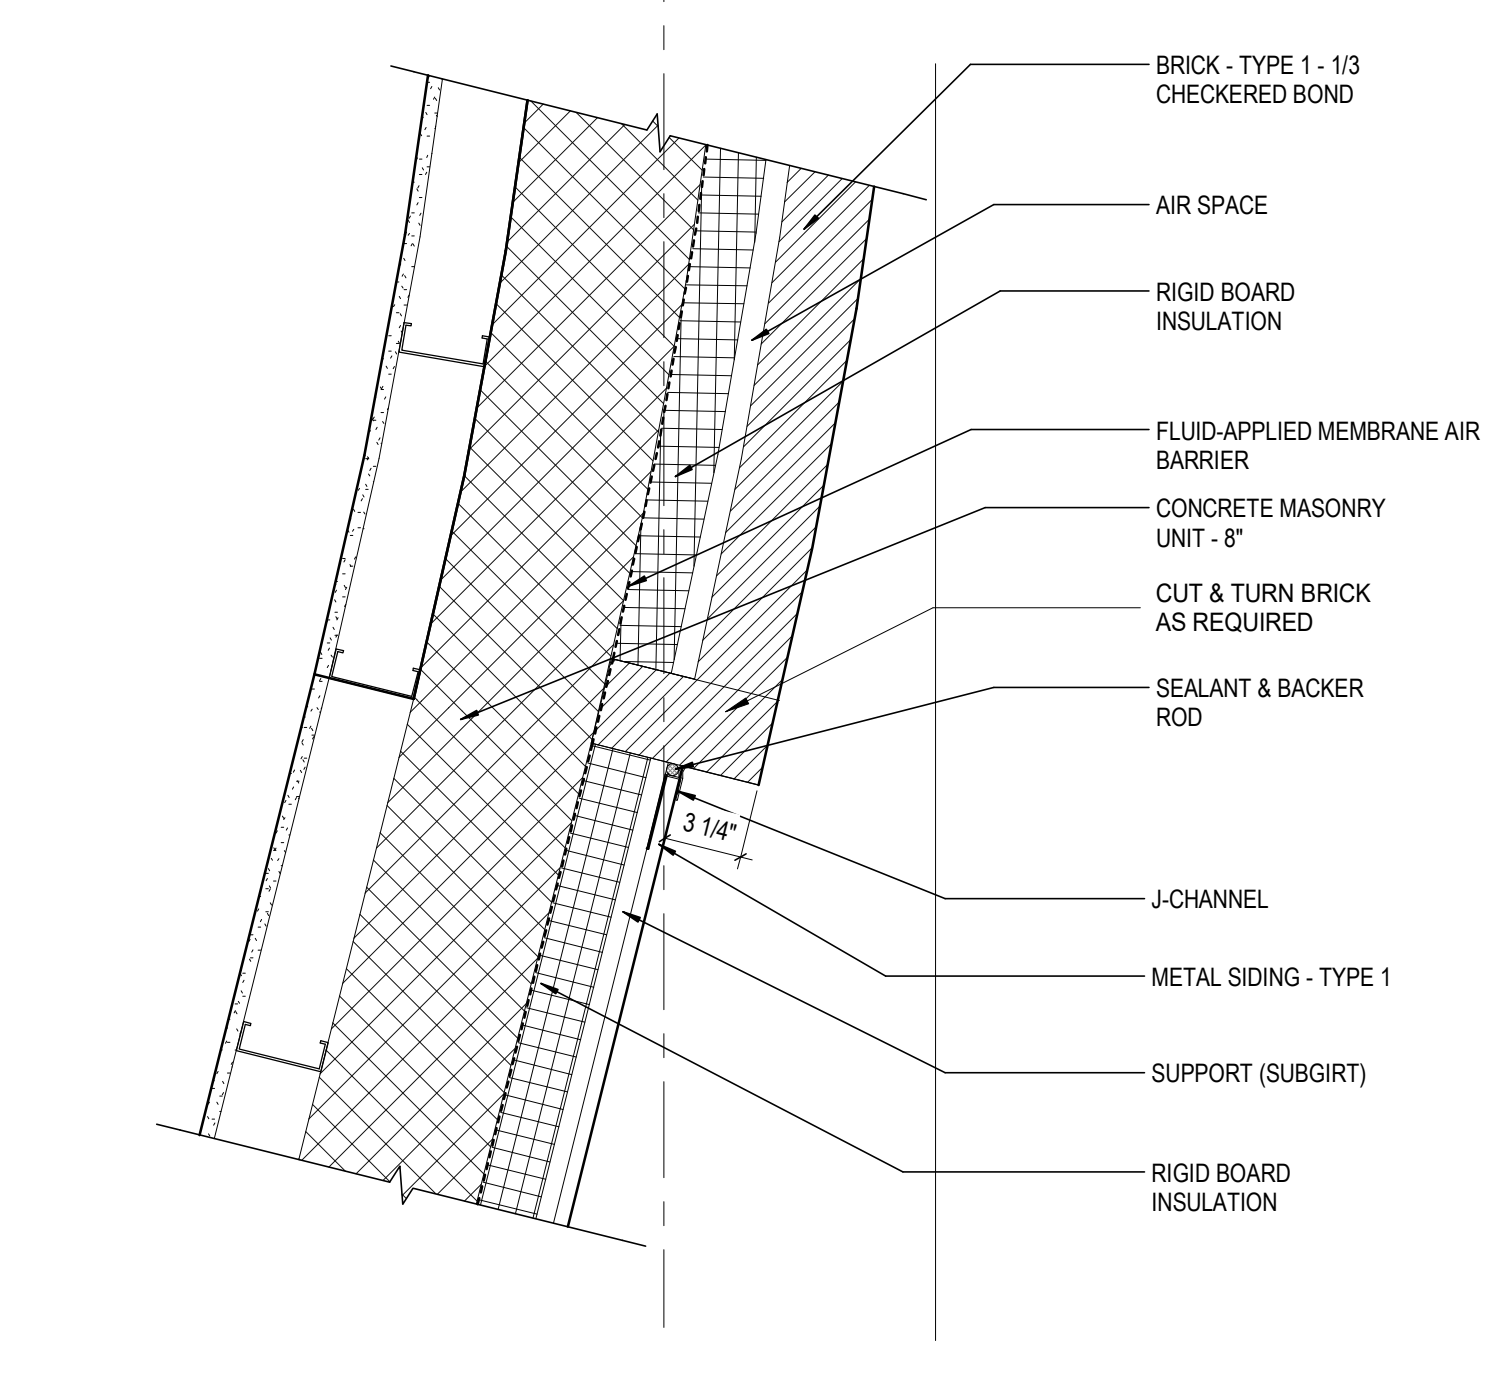 BRICK - TYPE 1 - 1/3
CHECKERED BOND
AIR SPACE
RIGID BOARD
INSULATION
FLUID-APPLIED MEMBRANE AIR
BARRIER
CONCRETE MASONRY
UNIT - 8"
CUT & TURN BRICK
AS REQUIRED
SEALANT & BACKER
ROD
3 1/4"
J-CHANNEL
METAL SIDING - TYPE 1
SUPPORT (SUBGIRT)
RIGID BOARD
INSULATION